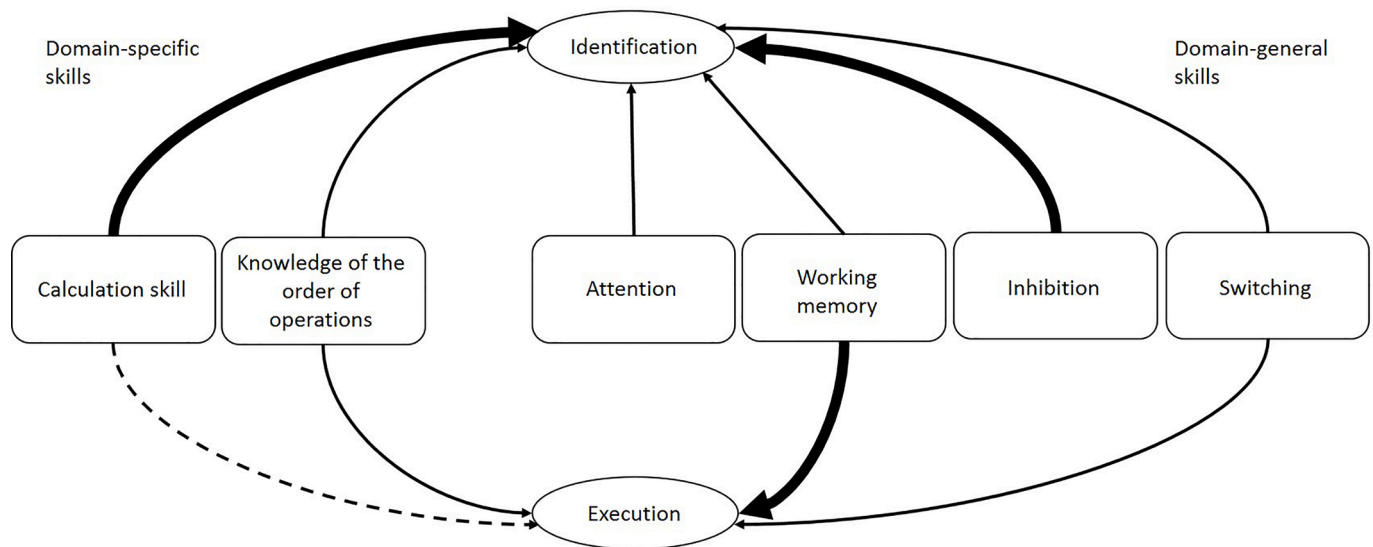 Identification
Domain-specific
skills
Domain-general
skills
Calculation skill
Knowledge of the
order of
operations
Attention
Working
memory
Inhibition
Switching
Execution